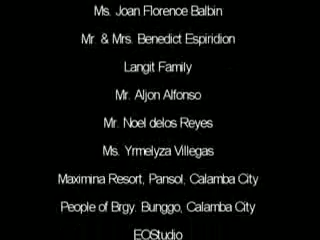 Ms. Joan Florence Balbin
Mr. & Mrs. Benedict Espiridion
Langit Family
Mr. Aljon Alfonso
Mr. Noel delos Reyes
Ms. Yrmelyza Villegas
Maximina Resort, Pansol, Calamba City
People of Brgy. Bunggo, Calamba City
EOStudio